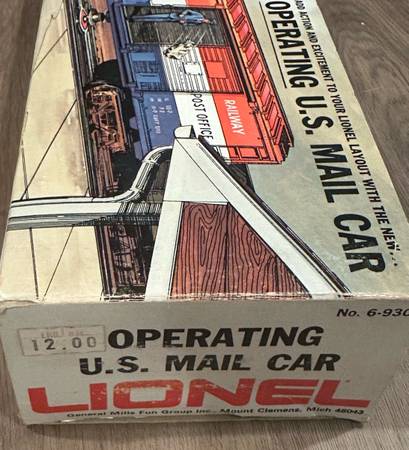 ADD ACTION AND EXCITEMENT TO YOUR LIONEL LAYOUT WITH THE NEW...
OPERATING U.S. MAIL CAR
RAILWAY
POST OFFICE
No. 6-930
12.00
OPERATING
U.S. MAIL CAR
LIONEL
General Mills Fun Group Inc., Mount Clemens, Mich 48043